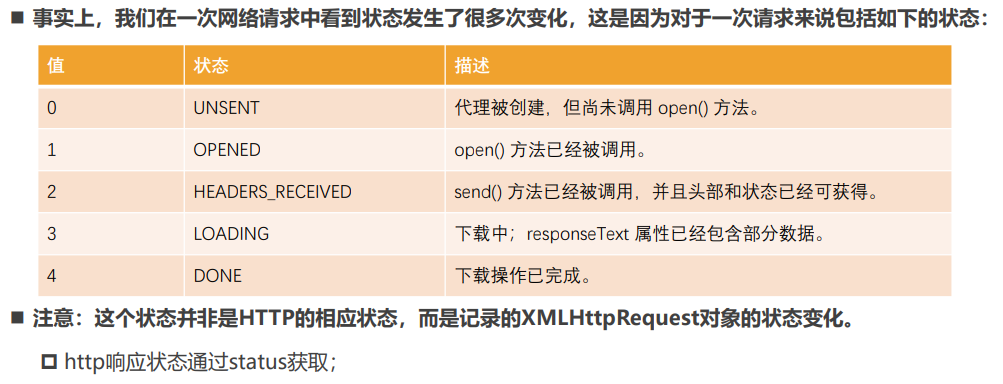 事实上，我们在一次网络请求中看到状态发生了很多次变化，这是因为对于一次请求来说包括如下的状态：
值 状态 描述
0 UNSENT 代理被创建，但尚未调用 open() 方法。
1 OPENED open() 方法已经被调用。
2 HEADERS_RECEIVED send() 方法已经被调用，并且头部和状态已经可获得。
3 LOADING 下载中；responseText 属性已经包含部分数据。
4 DONE 下载操作已完成。
注意：这个状态并非是HTTP的相应状态，而是记录的XMLHttpRequest对象的状态变化。
http响应状态通过status获取；